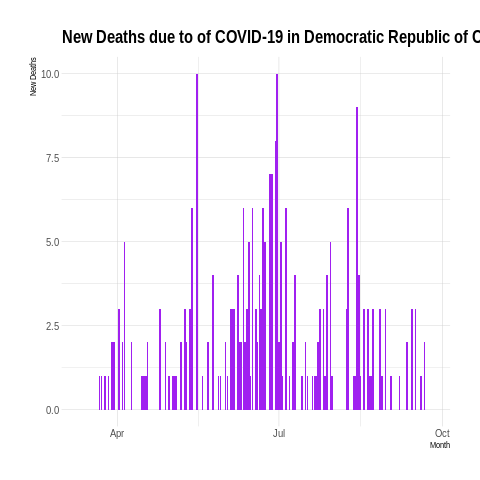 New Deaths due to of COVID-19 in Democratic Republic of C
New Deaths
10.0
7.5
5.0
2.5
0.0
Apr Jul Oct
Month